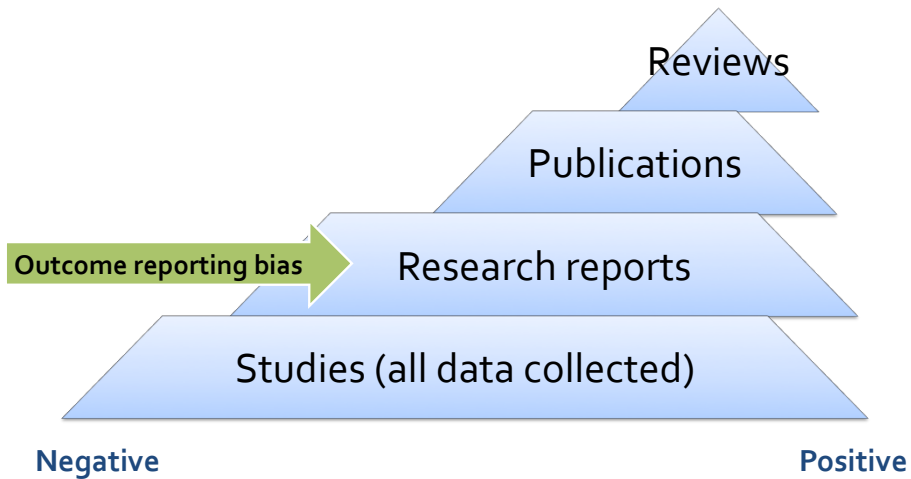 Reviews
Publications
Outcome reporting bias
Research reports
Studies (all data collected)
Negative
Positive